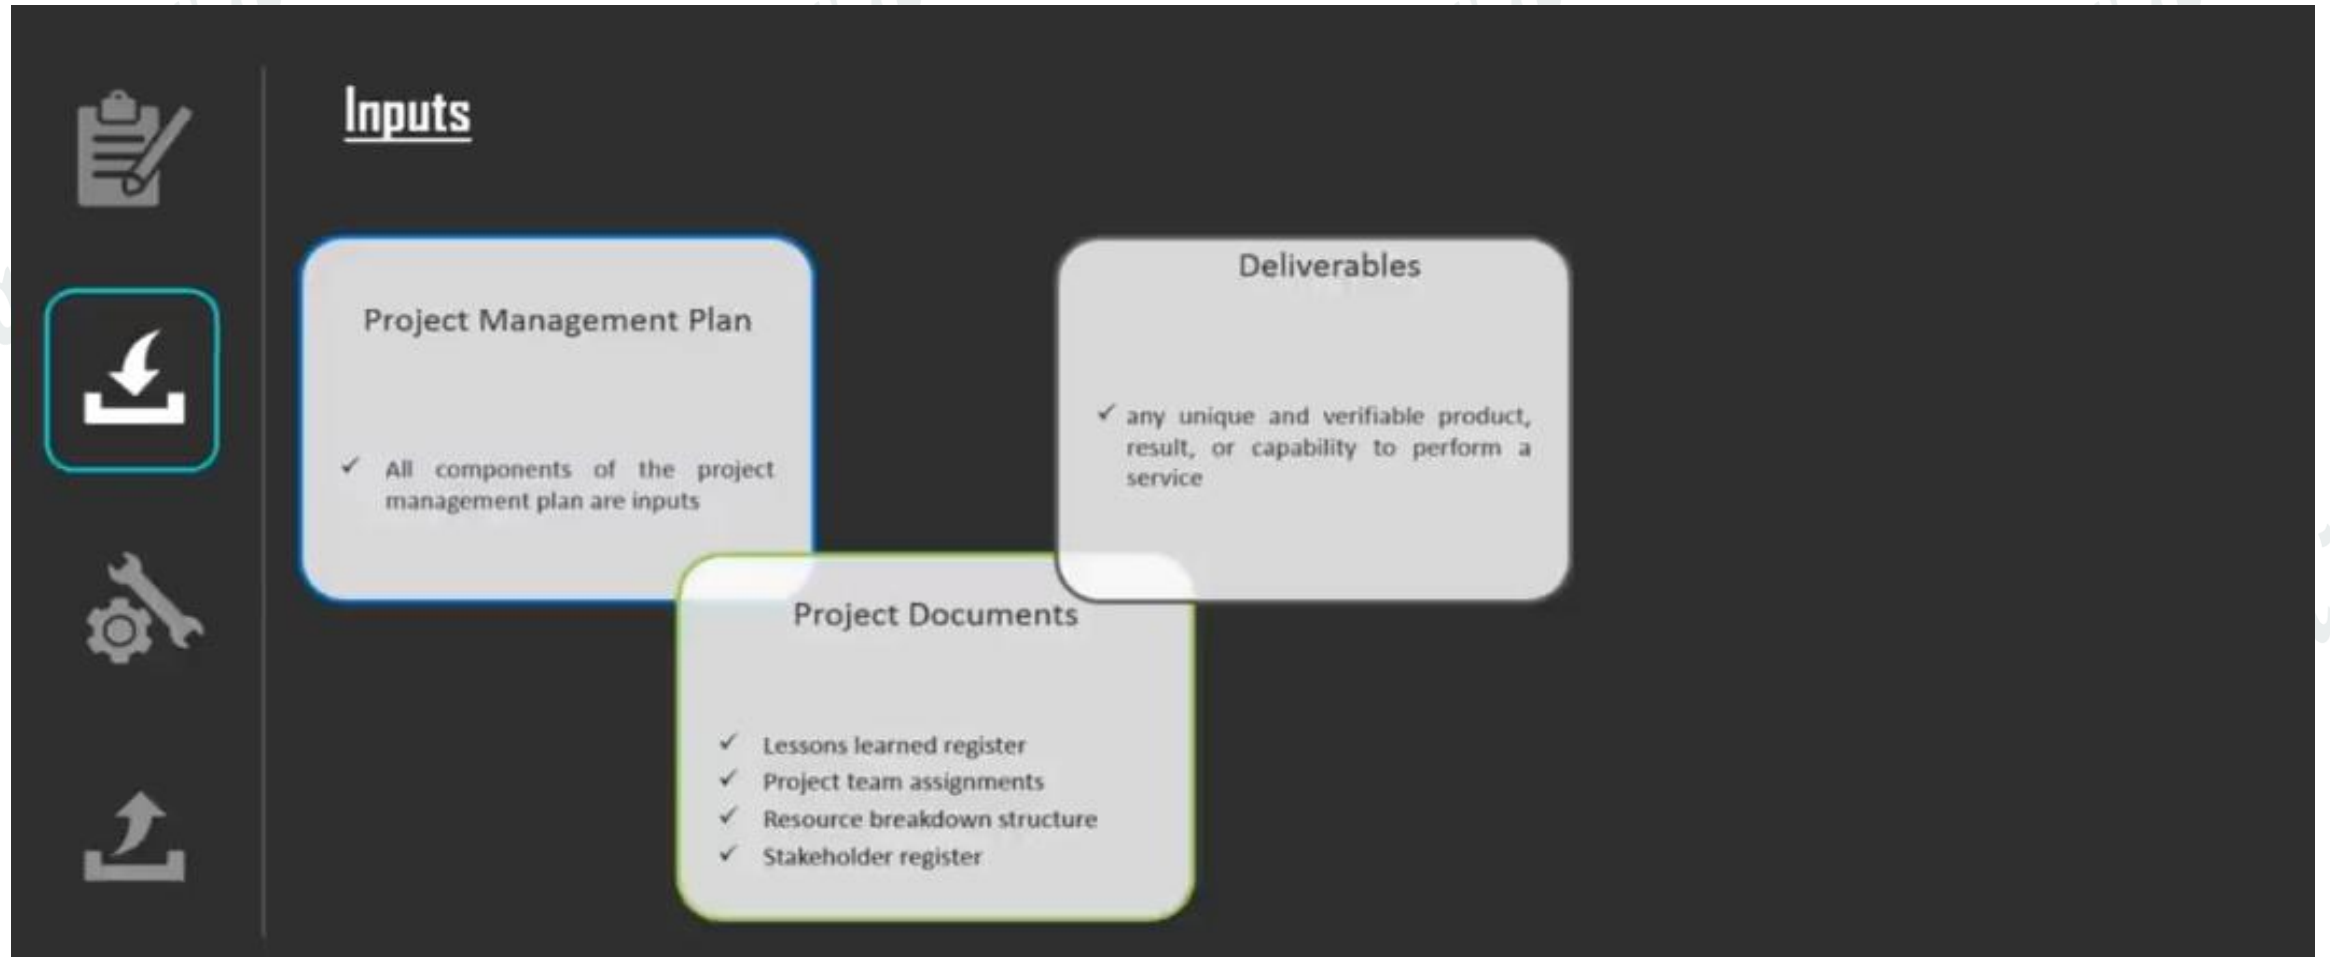 Inputs
Project Management Plan
✓ All components of the project
management plan are inputs
Deliverables
✓ any unique and verifiable product,
result, or capability to perform a
service
Project Documents
✓ Lessons learned register
✓ Project team assignments
✓ Resource breakdown structure
✓ Stakeholder register